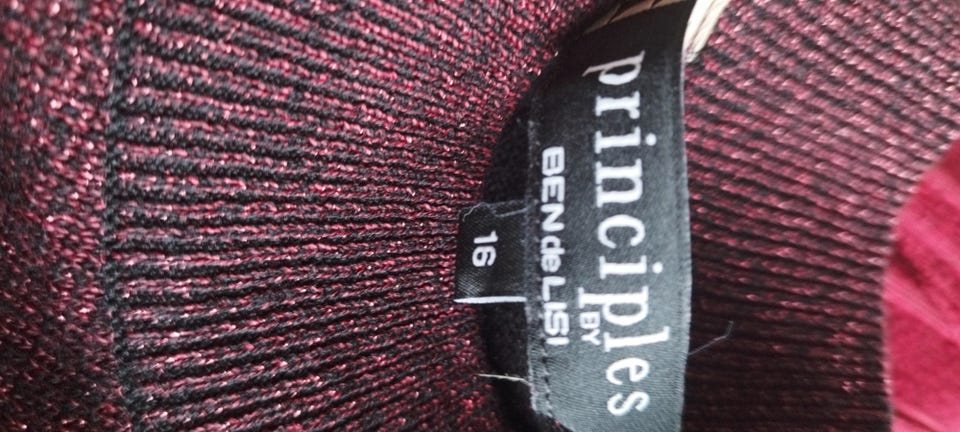 principles
BY
BEN de LISI
16